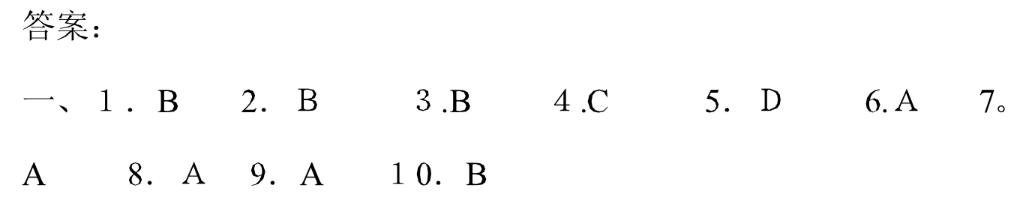 答案：
一、１．B 2. B ３.B ４.C 5. D 6. A 7。
A 8. A 9. A １０. B